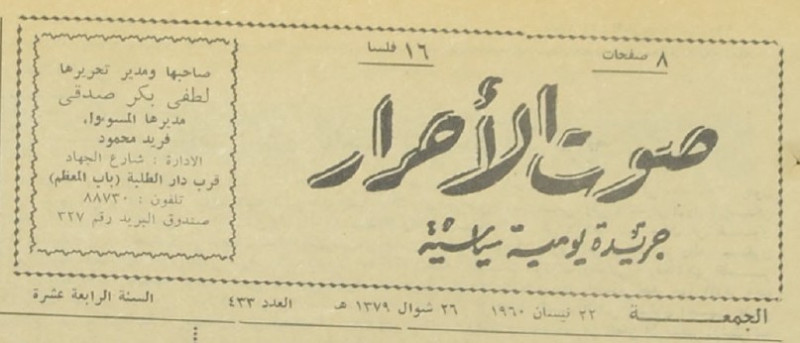 ٨ صفحات
١٦ فلسا
صوت الأحرار
جريدة يومية سياسية
صاحبها ومدير تحريرها
لطفي بكر صدقي
مديرها المسوءول
فريد محمود
الادارة : شارع الجهاد
قرب دار الطلبة (باب المعظم)
تلفون : ٨٨٧٣٠
صندوق البريد رقم ٣٢٧
الجمعـــــــة ٢٢ نيسان ١٩٦٠ ٢٦ شوال ١٣٧٩ هـ العدد ٤٣٣ السنة الرابعة عشرة